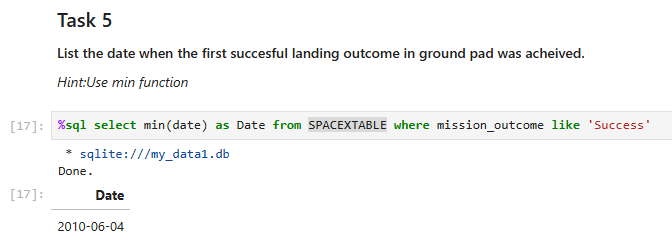 Task 5
List the date when the first succesful landing outcome in ground pad was acheived.
Hint:Use min function
[17]: %sql select min(date) as Date from SPACEXTABLE where mission_outcome like 'Success'
* sqlite:///my_data1.db
Done.
[17]: Date
2010-06-04